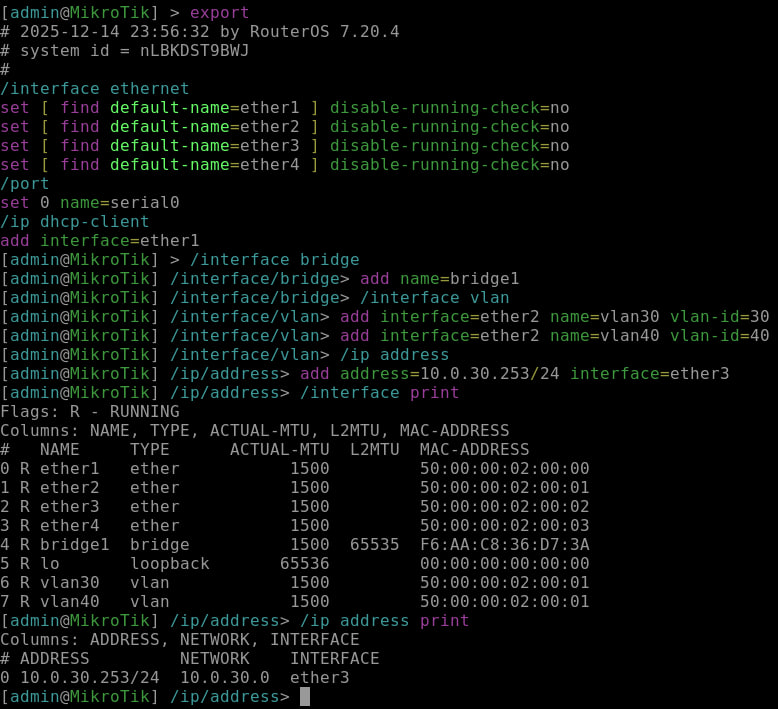 [admin@MikroTik] > export
# 2025-12-14 23:56:32 by RouterOS 7.20.4
# system id = nLBKDST9BWJ
#
/interface ethernet
set [ find default-name=ether1 ] disable-running-check=no
set [ find default-name=ether2 ] disable-running-check=no
set [ find default-name=ether3 ] disable-running-check=no
set [ find default-name=ether4 ] disable-running-check=no
/port
set 0 name=serial0
/ip dhcp-client
add interface=ether1
[admin@MikroTik] > /interface bridge
[admin@MikroTik] /interface/bridge> add name=bridge1
[admin@MikroTik] /interface/bridge> /interface vlan
[admin@MikroTik] /interface/vlan> add interface=ether2 name=vlan30 vlan-id=30
[admin@MikroTik] /interface/vlan> add interface=ether2 name=vlan40 vlan-id=40
[admin@MikroTik] /interface/vlan> /ip address
[admin@MikroTik] /ip/address> add address=10.0.30.253/24 interface=ether3
[admin@MikroTik] /ip/address> /interface print
Flags: R - RUNNING
Columns: NAME, TYPE, ACTUAL-MTU, L2MTU, MAC-ADDRESS
#   NAME     TYPE      ACTUAL-MTU  L2MTU  MAC-ADDRESS
0 R ether1   ether           1500         50:00:00:02:00:00
1 R ether2   ether           1500         50:00:00:02:00:01
2 R ether3   ether           1500         50:00:00:02:00:02
3 R ether4   ether           1500         50:00:00:02:00:03
4 R bridge1  bridge          1500  65535  F6:AA:C8:36:D7:3A
5 R lo       loopback       65536         00:00:00:00:00:00
6 R vlan30   vlan            1500         50:00:00:02:00:01
7 R vlan40   vlan            1500         50:00:00:02:00:01
[admin@MikroTik] /ip/address> /ip address print
Columns: ADDRESS, NETWORK, INTERFACE
# ADDRESS         NETWORK    INTERFACE
0 10.0.30.253/24  10.0.30.0  ether3
[admin@MikroTik] /ip/address>